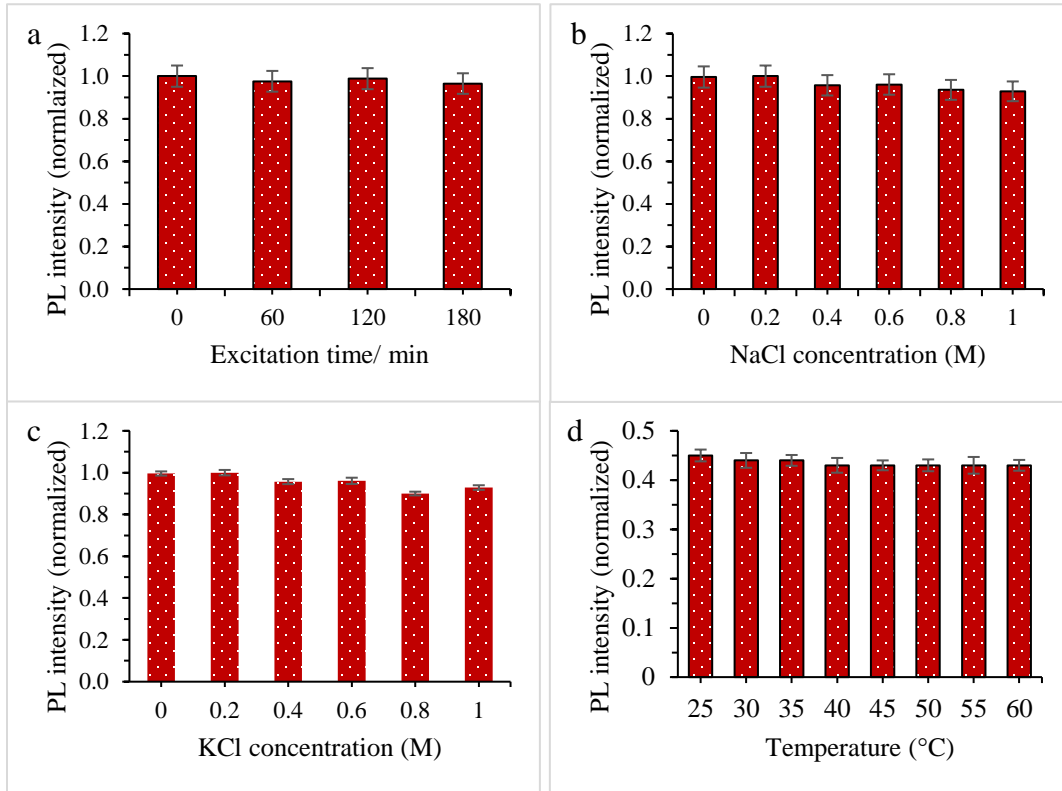 a
PL intensity (normlaized)
1.2
1.0
0.8
0.6
0.4
0.2
0.0
0 60 120 180
Excitation time/ min
b
PL intensity (normalized)
1.2
1.0
0.8
0.6
0.4
0.2
0.0
0 0.2 0.4 0.6 0.8 1
NaCl concentration (M)
c
PL intensity (normalized)
1.2
1.0
0.8
0.6
0.4
0.2
0.0
0 0.2 0.4 0.6 0.8 1
KCl concentration (M)
d
PL intensity (normalized)
0.5
0.4
0.3
0.2
0.1
0
25 30 35 40 45 50 55 60
Temperature (°C)